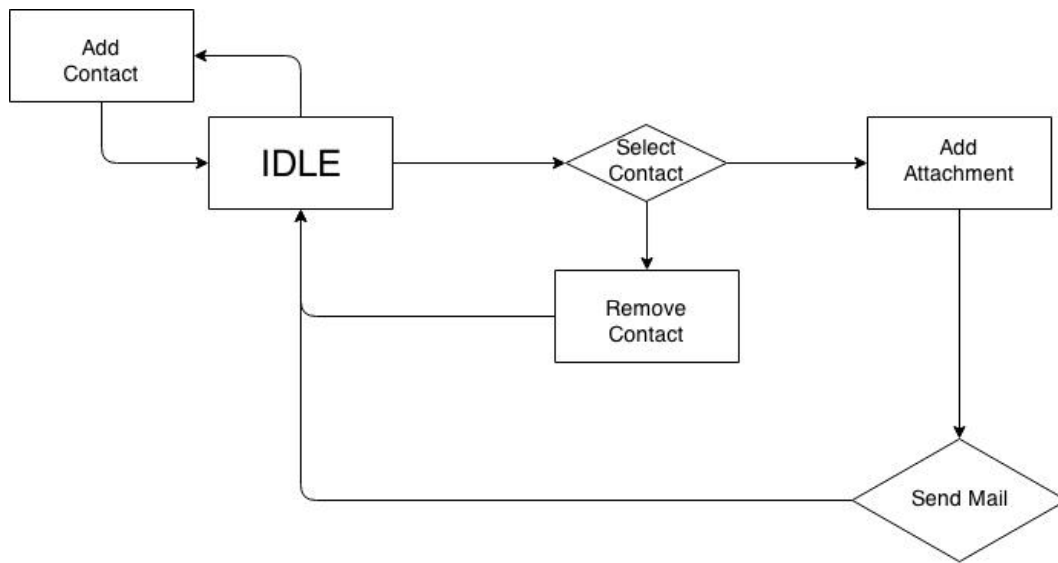 Add
Contact
IDLE
Select
Contact
Add
Attachment
Remove
Contact
Send Mail